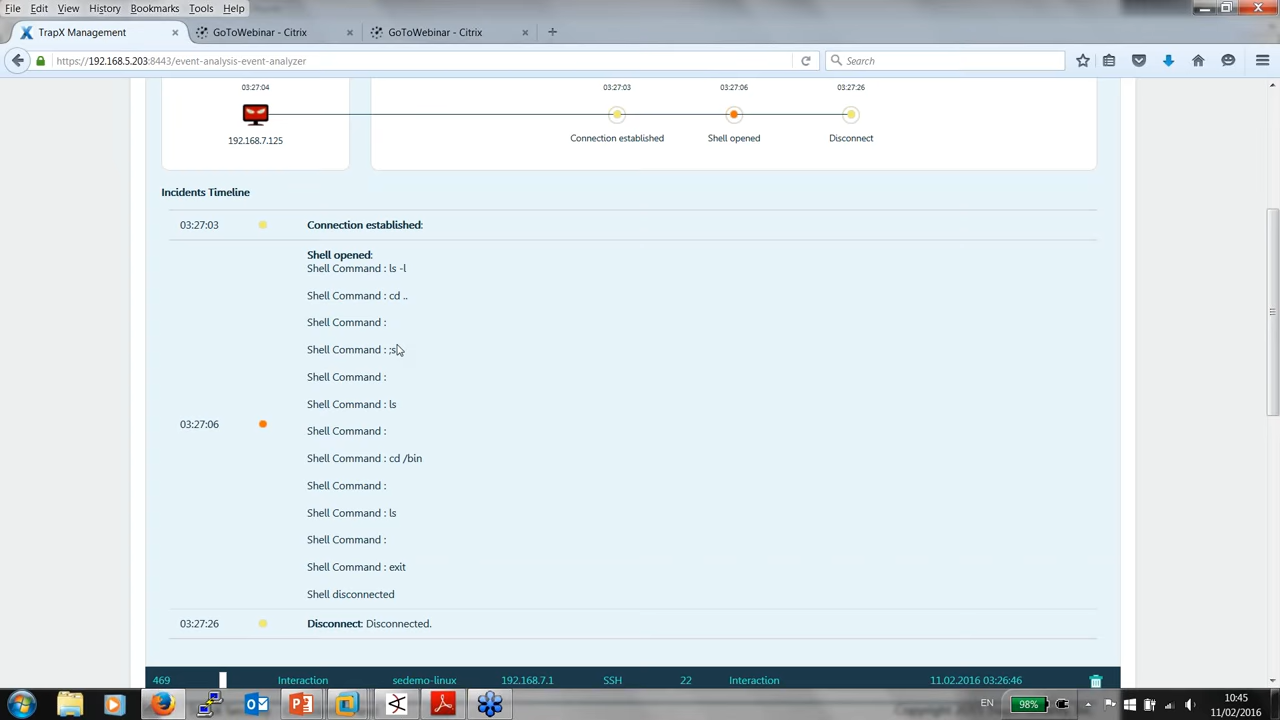 File Edit View History Bookmarks Tools Help
TrapX Management
GoToWebinar - Citrix
GoToWebinar - Citrix
https://192.168.5.203:8443/event-analysis-event-analyzer
Search
03:27:04
03:27:03
03:27:06
03:27:26
192.168.7.125
Connection established
Shell opened
Disconnect
Incidents Timeline
03:27:03 Connection established:
Shell opened:
Shell Command : ls -l
Shell Command : cd ..
Shell Command :
Shell Command : ;s
Shell Command :
Shell Command : ls
Shell Command :
03:27:06
Shell Command : cd /bin
Shell Command :
Shell Command : ls
Shell Command :
Shell Command : exit
Shell disconnected
03:27:26 Disconnect: Disconnected.
469 Interaction sedemo-linux 192.168.7.1 SSH 22 Interaction 11.02.2016 03:26:46
EN 98% 10:45
11/02/2016